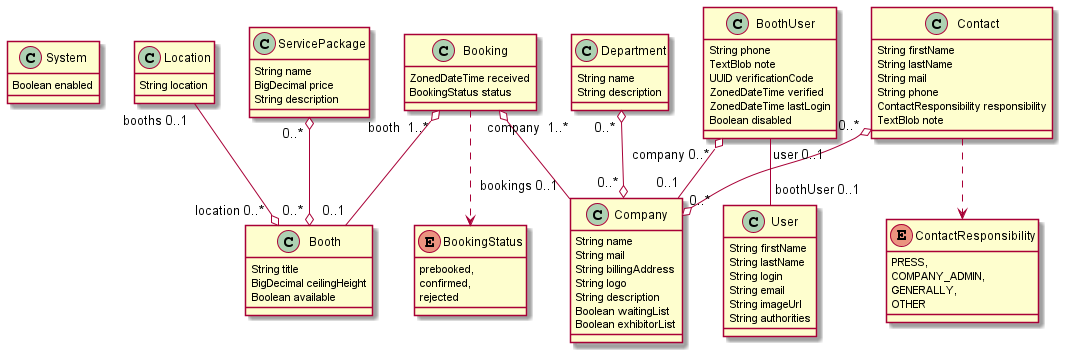 C System
Boolean enabled
C Location
String location
C ServicePackage
String name
BigDecimal price
String description
C Booking
ZonedDateTime received
BookingStatus status
C Department
String name
String description
C BoothUser
String phone
TextBlob note
UUID verificationCode
ZonedDateTime verified
ZonedDateTime lastLogin
Boolean disabled
C Contact
String firstName
String lastName
String mail
String phone
ContactResponsibility responsibility
TextBlob note
booths 0..1
0..*
booth 1..*
company 1..*
0..*
company 0..*
user 0..1
0..*
location 0..*
0..*
0..1
bookings 0..1
0..*
0..1
0..*
boothUser 0..1
C Booth
String title
BigDecimal ceilingHeight
Boolean available
E BookingStatus
prebooked,
confirmed,
rejected
C Company
String name
String mail
String billingAddress
String logo
String description
Boolean waitingList
Boolean exhibitorList
C User
String firstName
String lastName
String login
String email
String imageUrl
String authorities
E ContactResponsibility
PRESS,
COMPANY_ADMIN,
GENERALLY,
OTHER